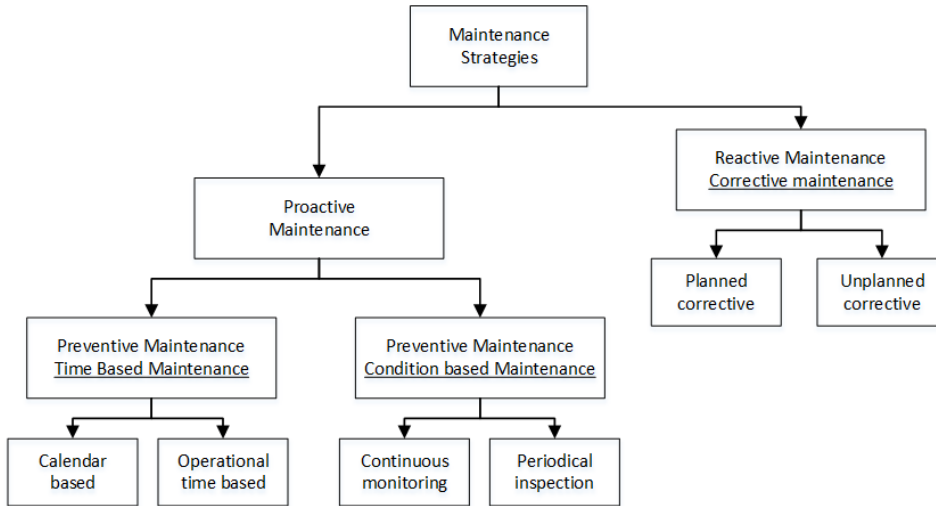 Maintenance
Strategies
Reactive Maintenance
Corrective maintenance
Proactive
Maintenance
Planned
corrective
Unplanned
corrective
Preventive Maintenance
Time Based Maintenance
Preventive Maintenance
Condition based Maintenance
Calendar
based
Operational
time based
Continuous
monitoring
Periodical
inspection